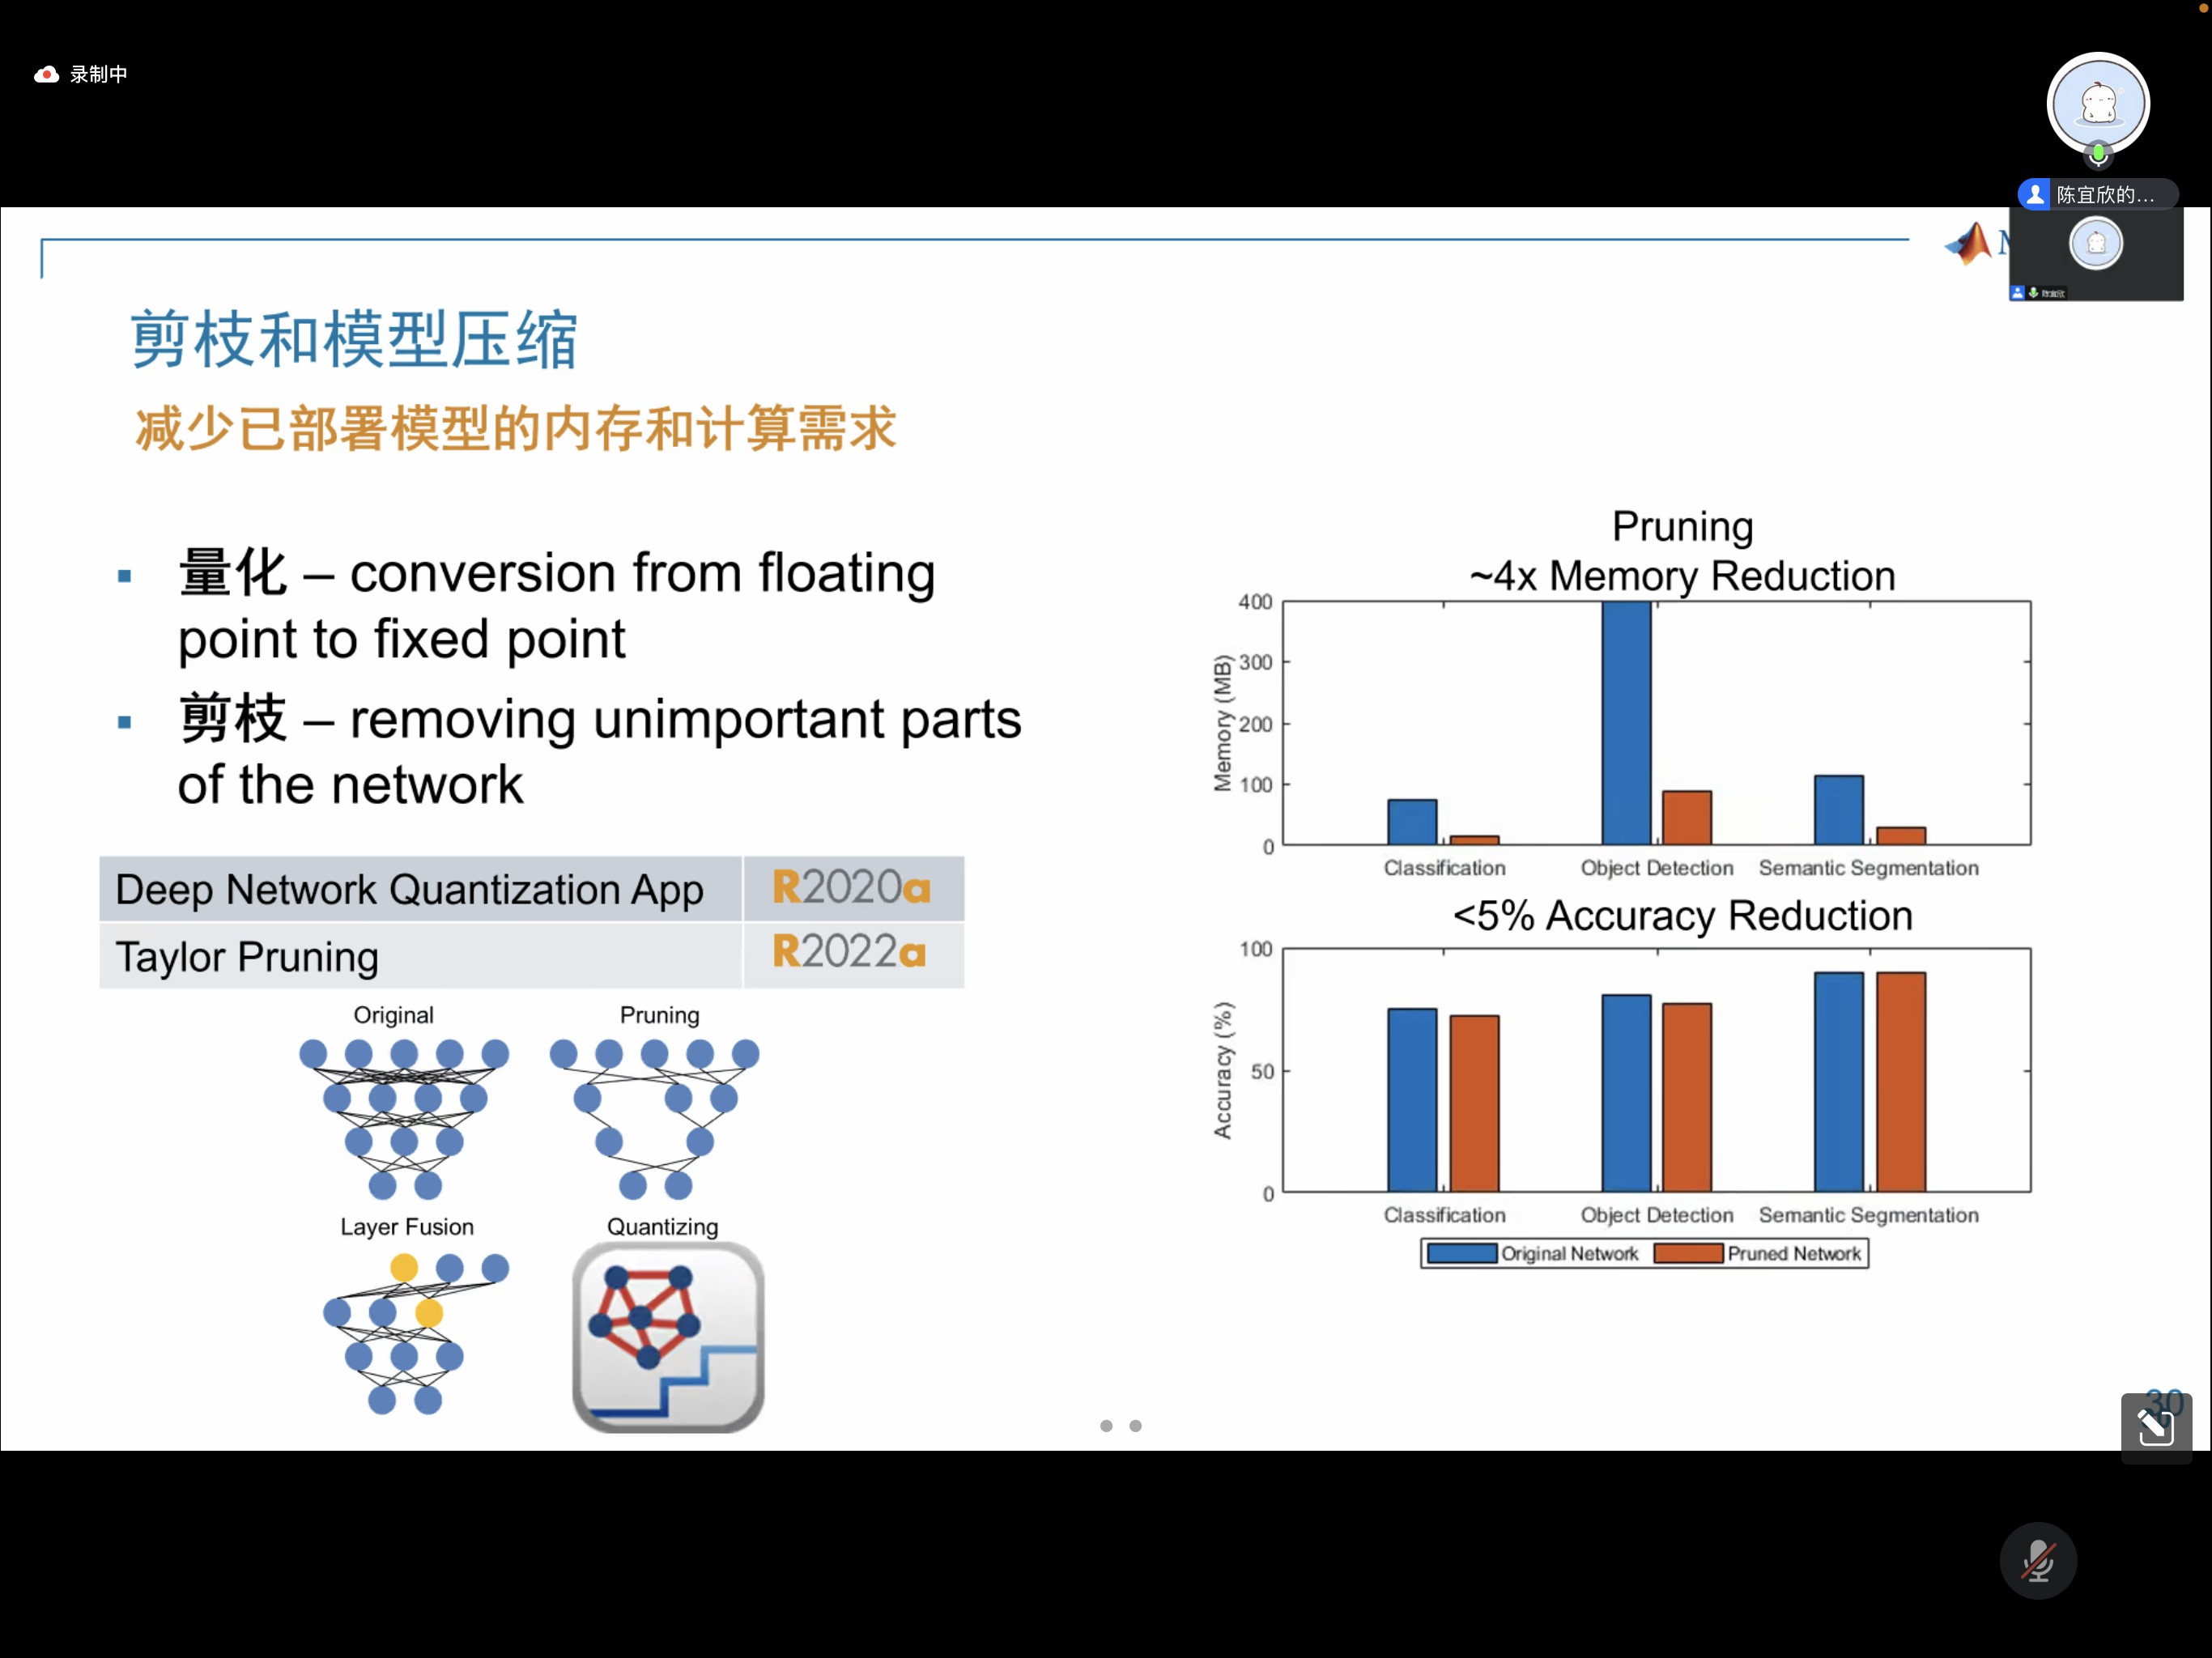 录制中
陈宜欣的...
M
剪枝和模型压缩
减少已部署模型的内存和计算需求
▪ 量化 – conversion from floating
point to fixed point
▪ 剪枝 – removing unimportant parts
of the network
Deep Network Quantization App R2020a
Taylor Pruning R2022a
Original Pruning
Layer Fusion Quantizing
Pruning
~4x Memory Reduction
Memory (MB)
400
300
200
100
0
Classification Object Detection Semantic Segmentation
<5% Accuracy Reduction
Accuracy (%)
100
50
0
Classification Object Detection Semantic Segmentation
Original Network Pruned Network
30